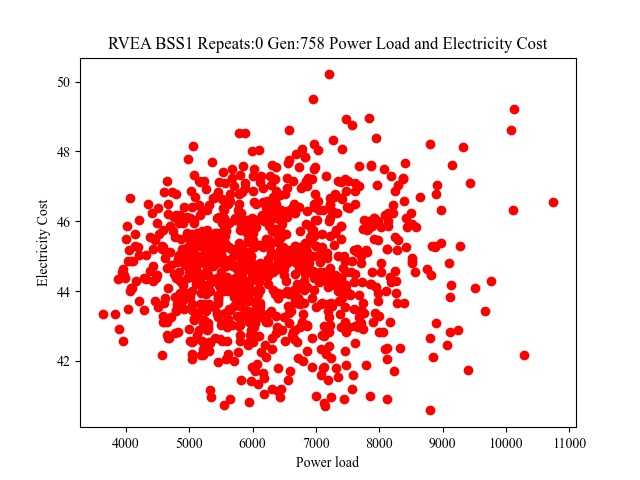 RVEA BSS1 Repeats:0 Gen:758 Power Load and Electricity Cost
50
48
46
44
42
Electricity Cost
4000 5000 6000 7000 8000 9000 10000 11000
Power load